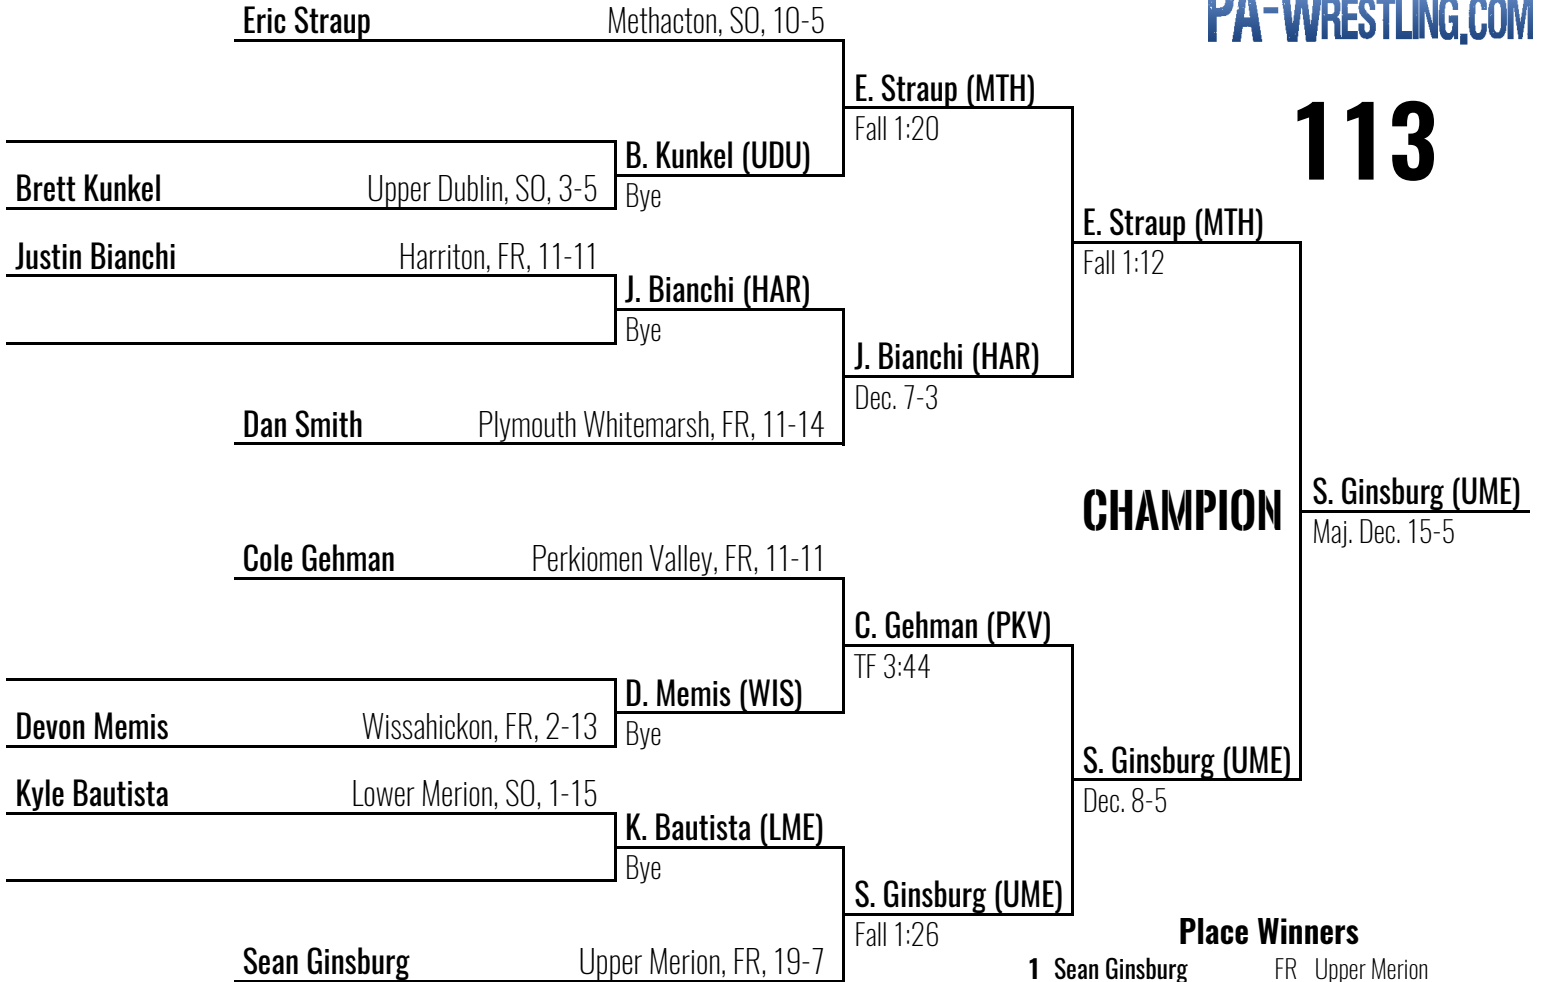 PA-WRESTLING.COM
113
Eric Straup Methacton, SO, 10-5
E. Straup (MTH)
Fall 1:20
B. Kunkel (UDU)
Brett Kunkel Upper Dublin, SO, 3-5
Bye
E. Straup (MTH)
Fall 1:12
Justin Bianchi Harriton, FR, 11-11
J. Bianchi (HAR)
Bye
J. Bianchi (HAR)
Dec. 7-3
Dan Smith Plymouth Whitemarsh, FR, 11-14
CHAMPION
S. Ginsburg (UME)
Maj. Dec. 15-5
Cole Gehman Perkiomen Valley, FR, 11-11
C. Gehman (PKV)
TF 3:44
D. Memis (WIS)
Devon Memis Wissahickon, FR, 2-13
Bye
S. Ginsburg (UME)
Dec. 8-5
Kyle Bautista Lower Merion, SO, 1-15
K. Bautista (LME)
Bye
S. Ginsburg (UME)
Fall 1:26
Sean Ginsburg Upper Merion, FR, 19-7
Place Winners
1 Sean Ginsburg FR Upper Merion